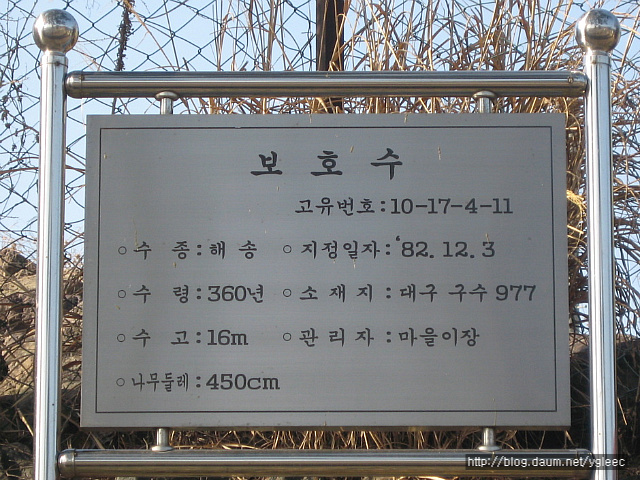 보 호 수
고유번호:10-17-4-11
○ 수 종:해 송 ○ 지정일자:'82. 12. 3
○ 수 령:360년 ○ 소 재 지:대구 구수 977
○ 수 고:16m ○ 관 리 자:마을이장
○ 나무둘레:450cm
http://blog.daum.net/ygleec